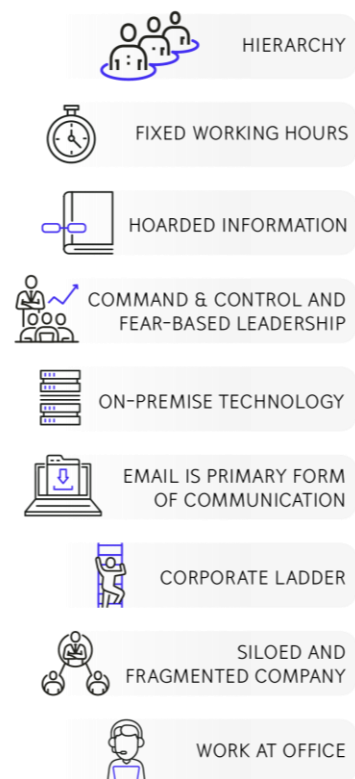 HIERARCHY
FIXED WORKING HOURS
HOARDED INFORMATION
COMMAND & CONTROL AND
FEAR-BASED LEADERSHIP
ON-PREMISE TECHNOLOGY
EMAIL IS PRIMARY FORM
OF COMMUNICATION
CORPORATE LADDER
SILOED AND
FRAGMENTED COMPANY
WORK AT OFFICE